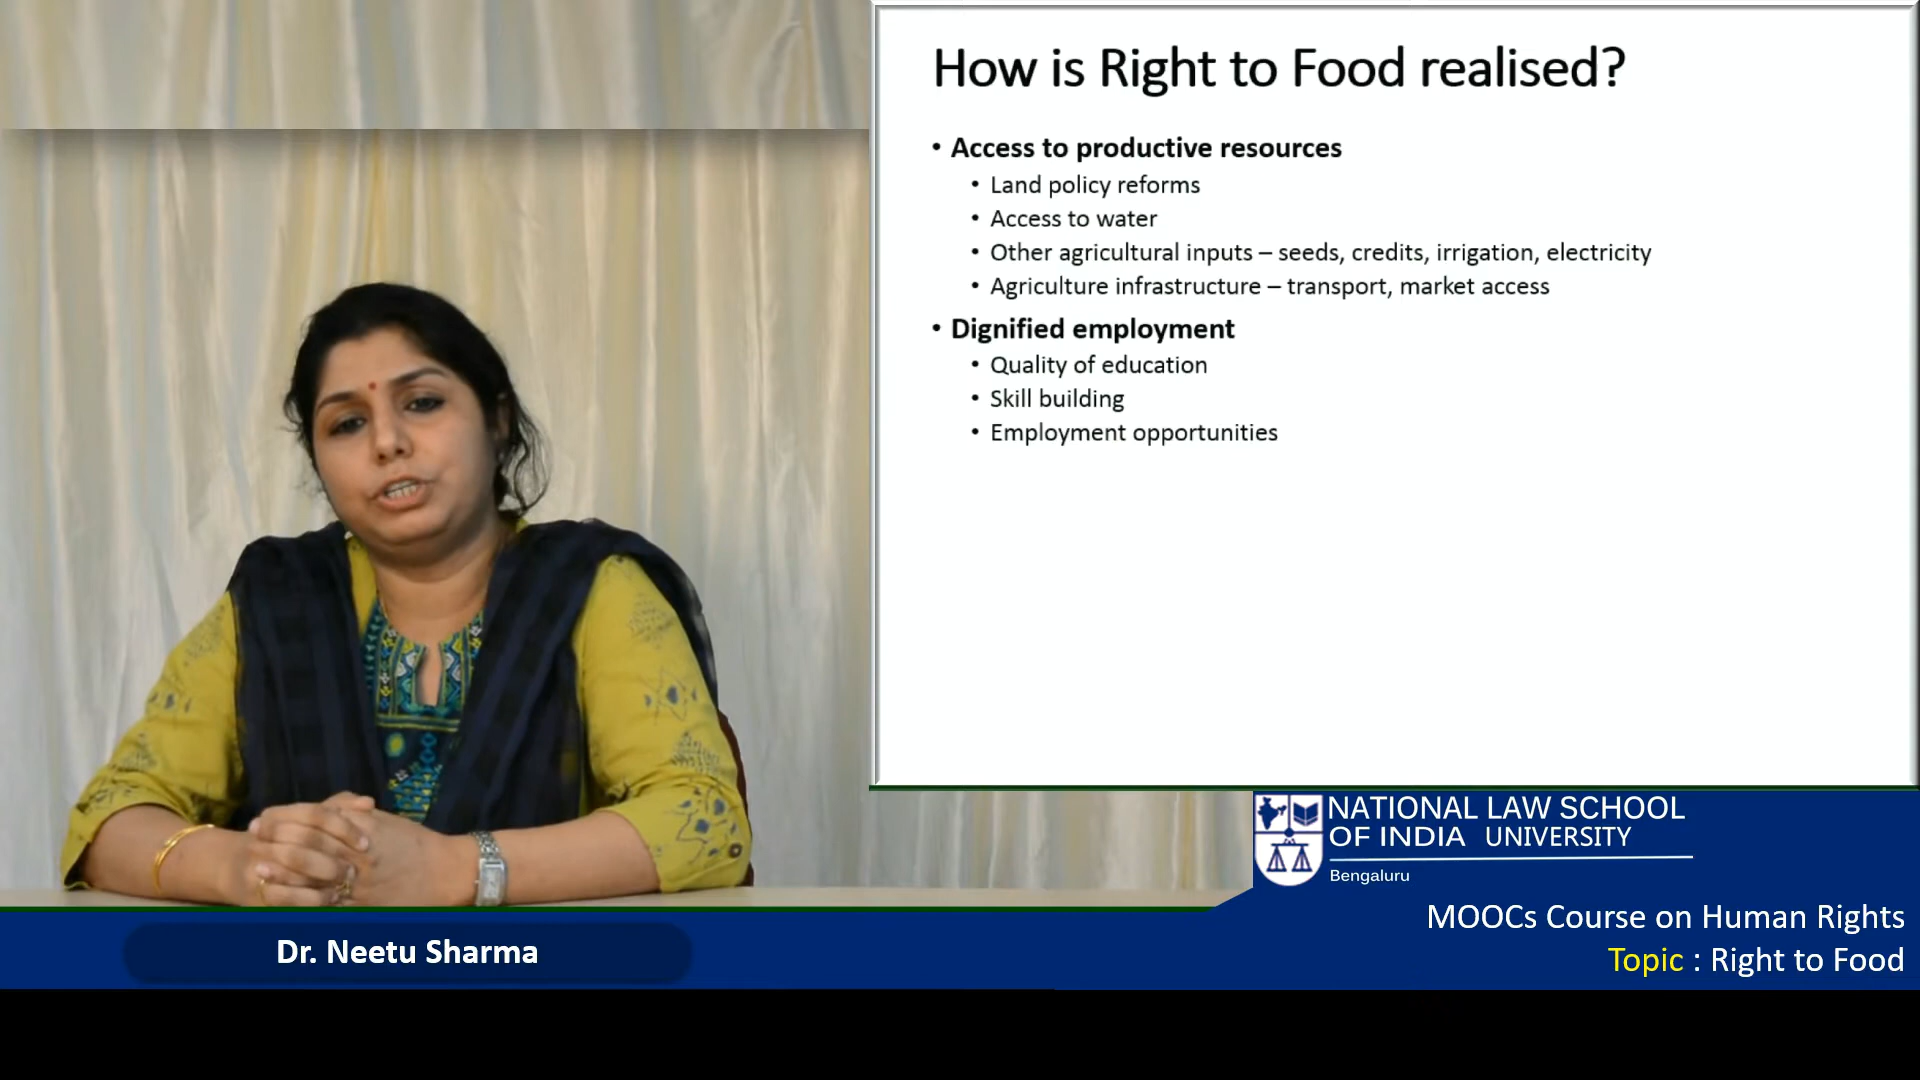 How is Right to Food realised?
• Access to productive resources
• Land policy reforms
• Access to water
• Other agricultural inputs – seeds, credits, irrigation, electricity
• Agriculture infrastructure – transport, market access
• Dignified employment
• Quality of education
• Skill building
• Employment opportunities
NATIONAL LAW SCHOOL
OF INDIA UNIVERSITY
Bengaluru
MOOCs Course on Human Rights
Topic : Right to Food
Dr. Neetu Sharma